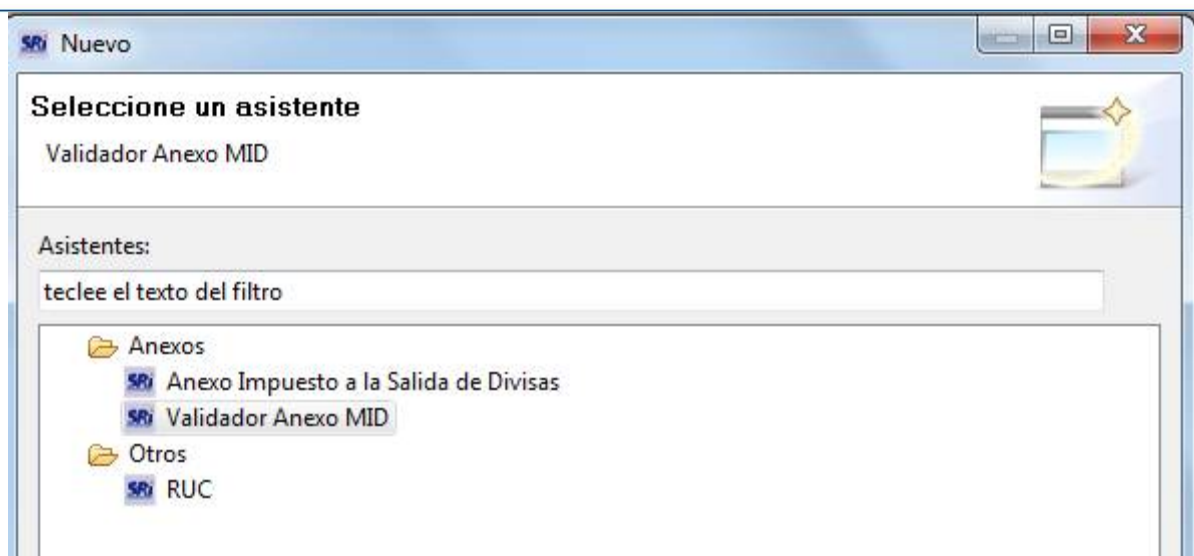 SRi Nuevo
Seleccione un asistente
Validador Anexo MID
Asistentes:
teclee el texto del filtro
Anexos
SRi Anexo Impuesto a la Salida de Divisas
SRi Validador Anexo MID
Otros
SRi RUC